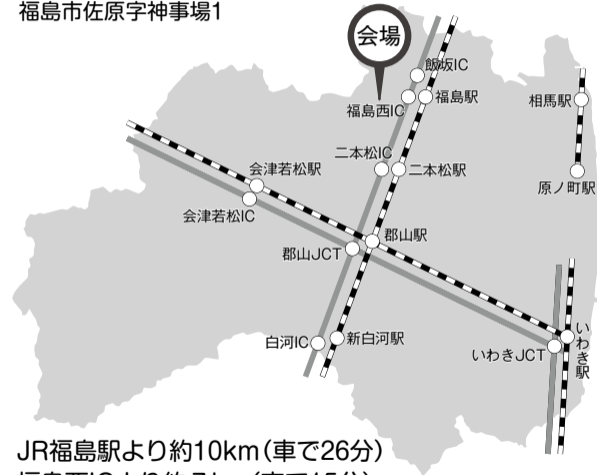 福島市佐原字神事場1
会場
飯坂IC
福島西IC
福島駅
相馬駅
二本松IC
二本松駅
会津若松駅
原ノ町駅
会津若松IC
郡山駅
郡山JCT
白河IC
新白河駅
いわき駅
いわきJCT
JR福島駅より約10km(車で26分)